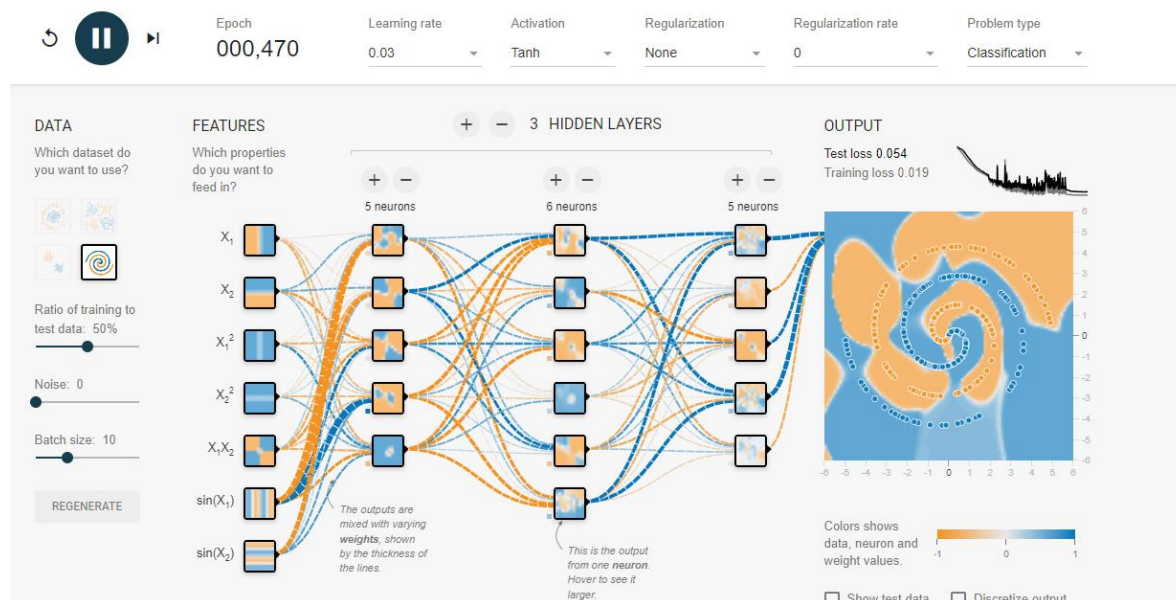 Epoch
000,470
Learning rate
0.03
Activation
Tanh
Regularization
None
Regularization rate
0
Problem type
Classification
DATA
Which dataset do
you want to use?
Ratio of training to
test data: 50%
Noise: 0
Batch size: 10
REGENERATE
FEATURES
Which properties
do you want to
feed in?
X₁
X₂
X₁²
X₂²
X₁X₂
sin(X₁)
sin(X₂)
+ − 3 HIDDEN LAYERS
+ −
5 neurons
+ −
6 neurons
+ −
5 neurons
The outputs are
mixed with varying
weights, shown
by the thickness of
the lines.
This is the output
from one neuron.
Hover to see it
larger.
OUTPUT
Test loss 0.054
Training loss 0.019
6
5
4
3
2
1
0
-1
-2
-3
-4
-5
-6
-6 -5 -4 -3 -2 -1 0 1 2 3 4 5 6
Colors shows
data, neuron and
weight values.
-1 0 1
Show test data
Discretize output